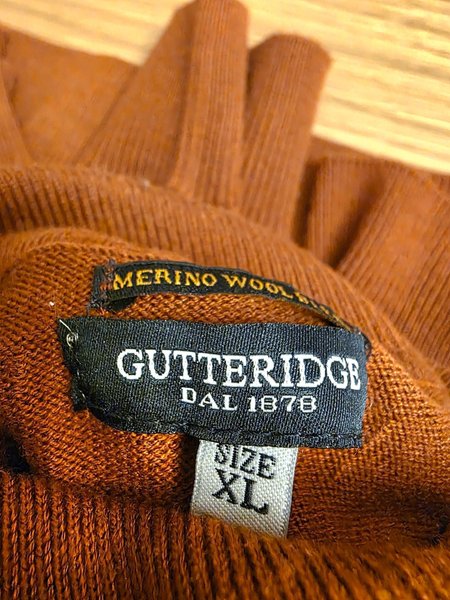 MERINO WOOL
GUTTERIDGE
DAL 1878
SIZE
XL